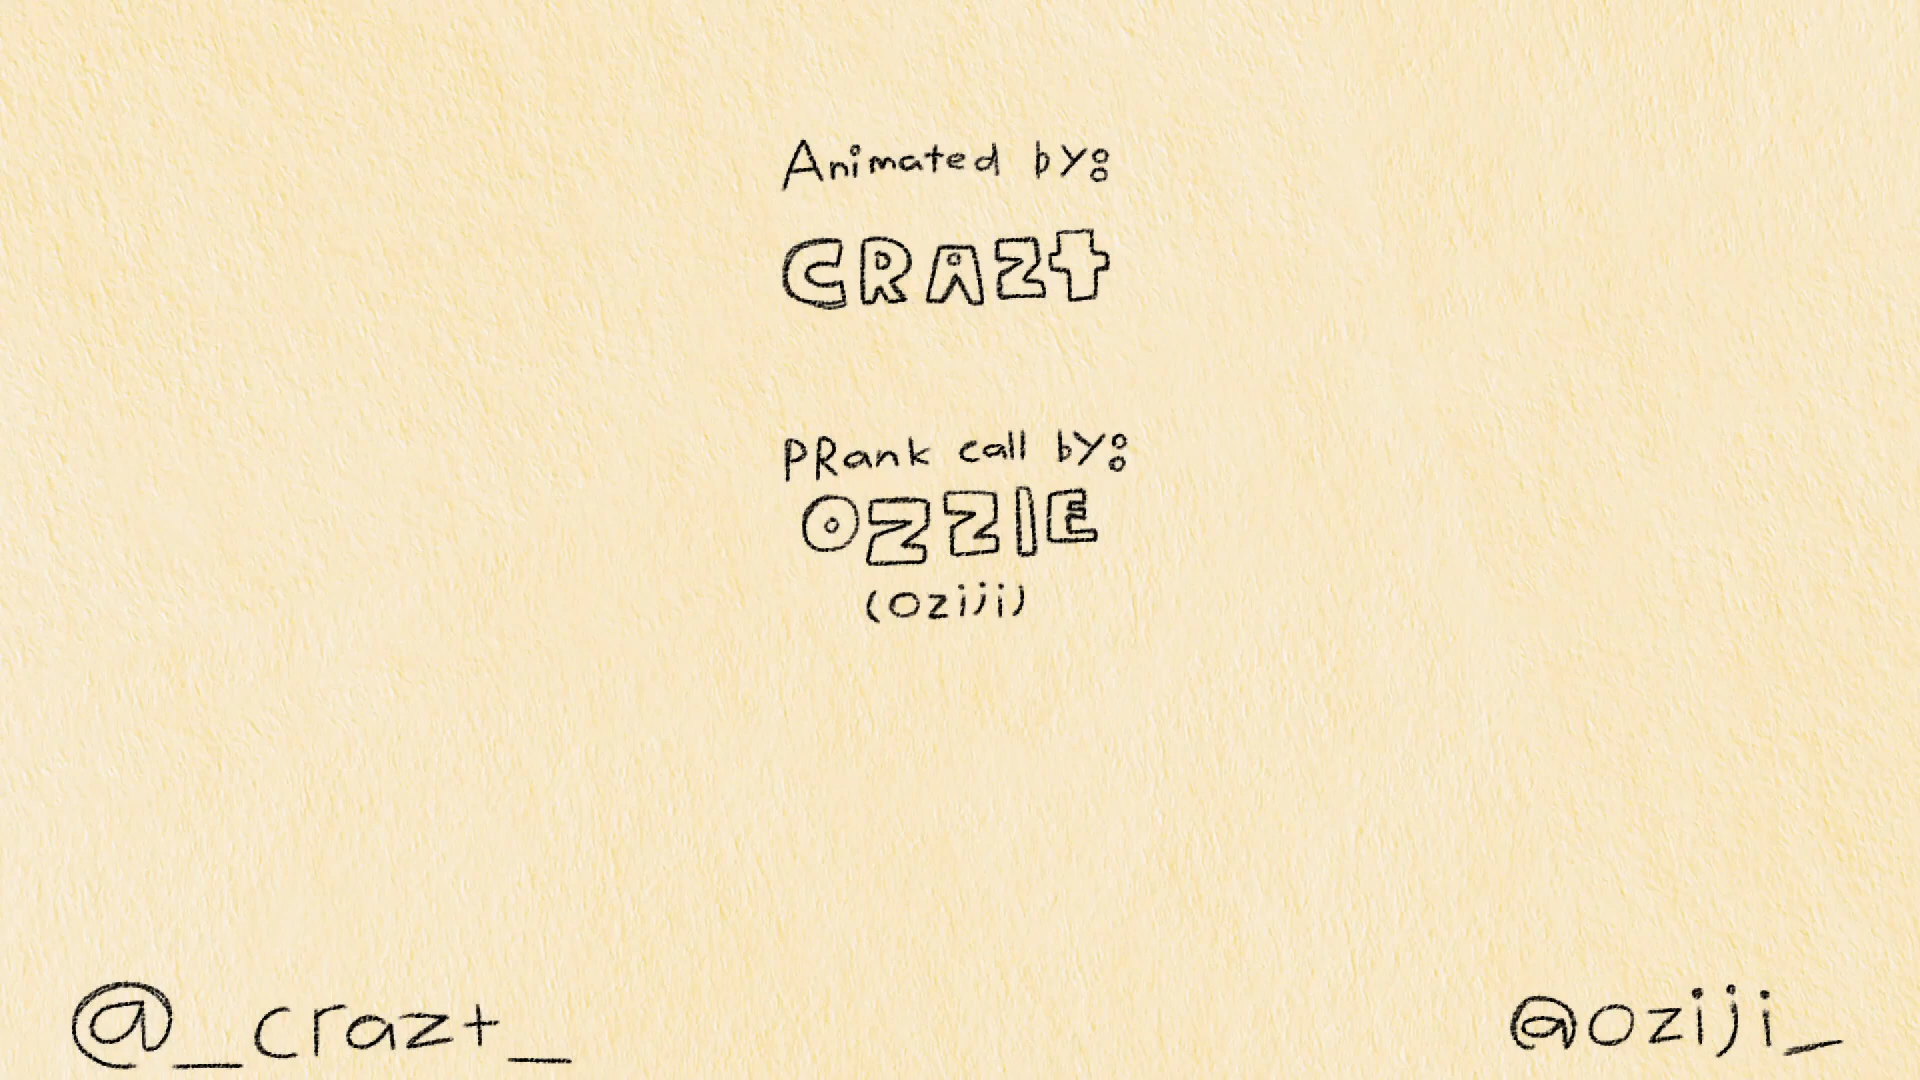 Animated by:
CRAZt
PRank call by:
OZZIE
(Oziji)
@_crazt_
@oziji_